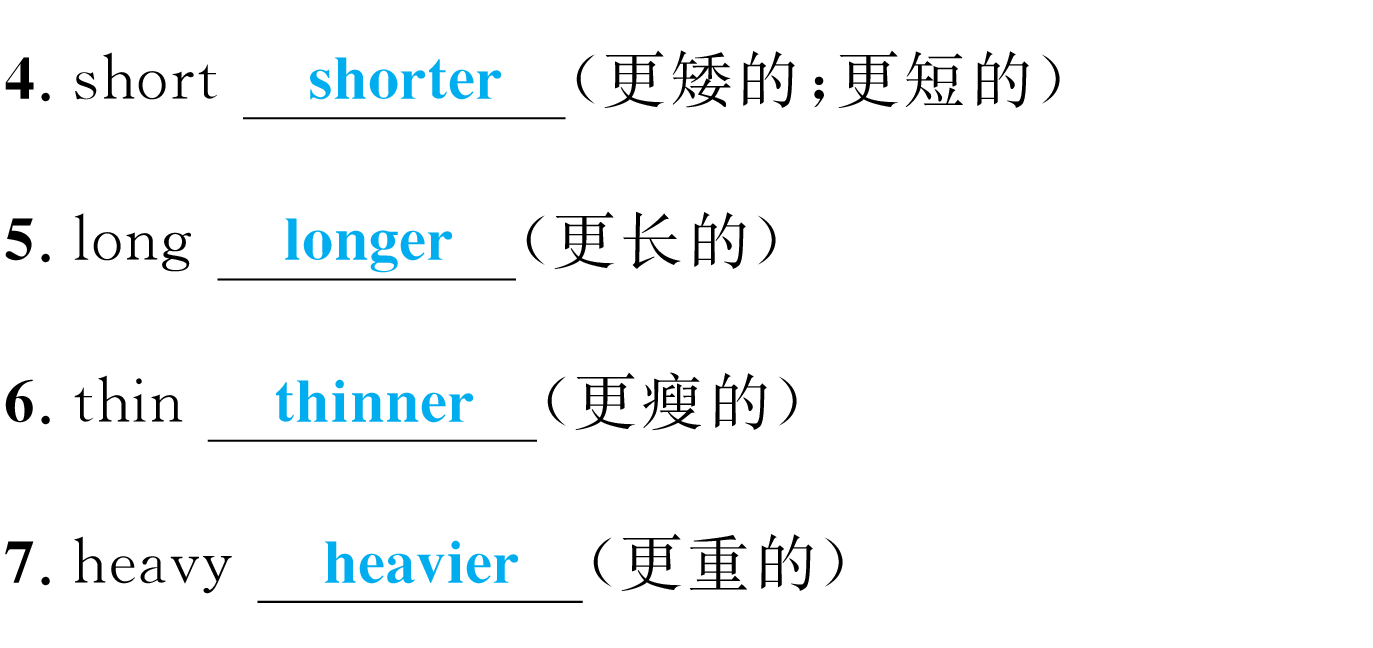 4. short shorter (更矮的;更短的)
5. long longer (更长的)
6. thin thinner (更瘦的)
7. heavy heavier (更重的)